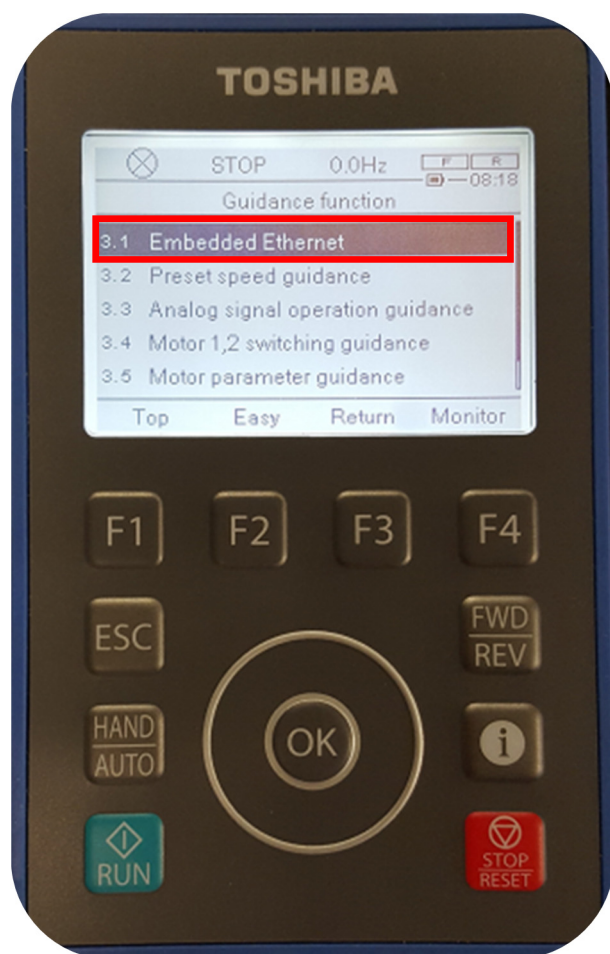 TOSHIBA
STOP 0.0Hz F R
08:18
Guidance function
3.1 Embedded Ethernet
3.2 Preset speed guidance
3.3 Analog signal operation guidance
3.4 Motor 1,2 switching guidance
3.5 Motor parameter guidance
Top Easy Return Monitor
F1 F2 F3 F4
ESC
FWD
REV
HAND
AUTO
OK
i
RUN
STOP
RESET